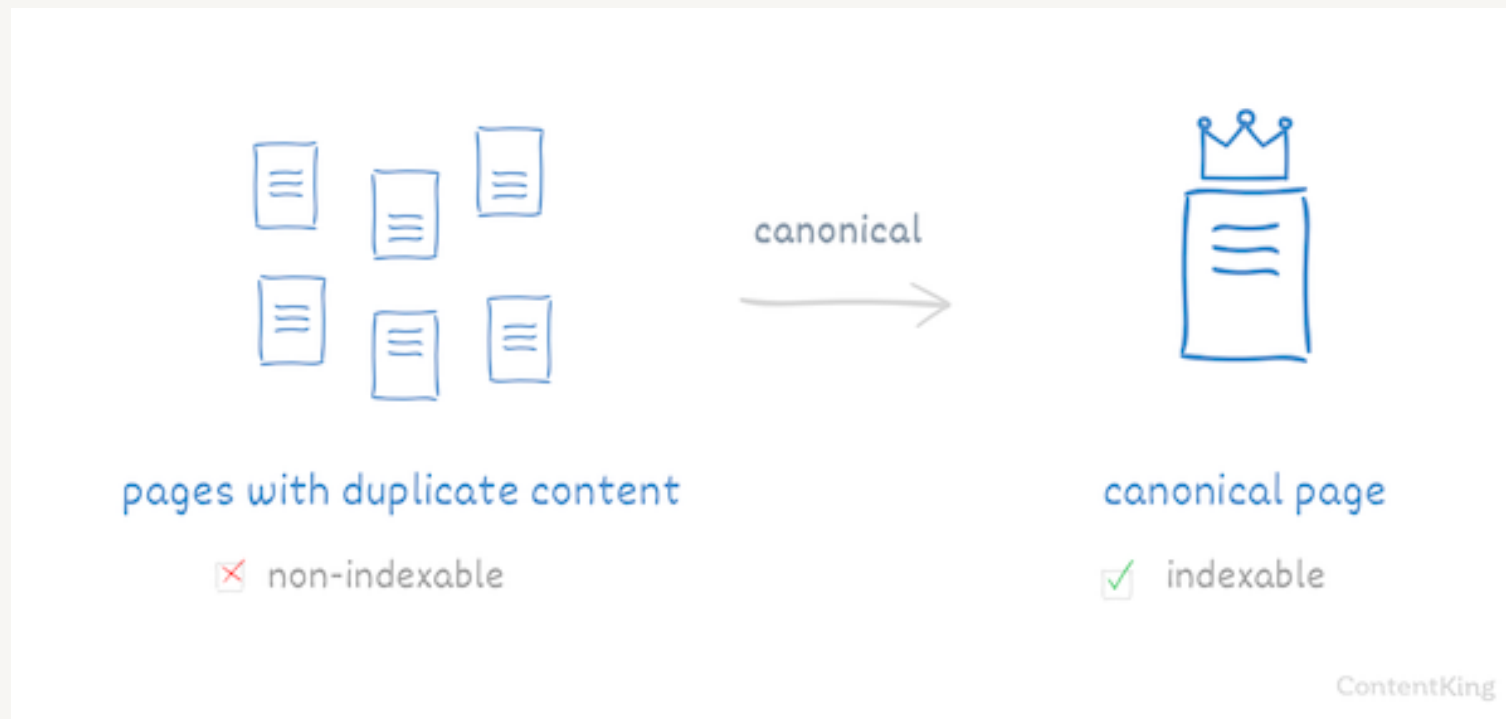 canonical
pages with duplicate content
canonical page
non-indexable
indexable
ContentKing